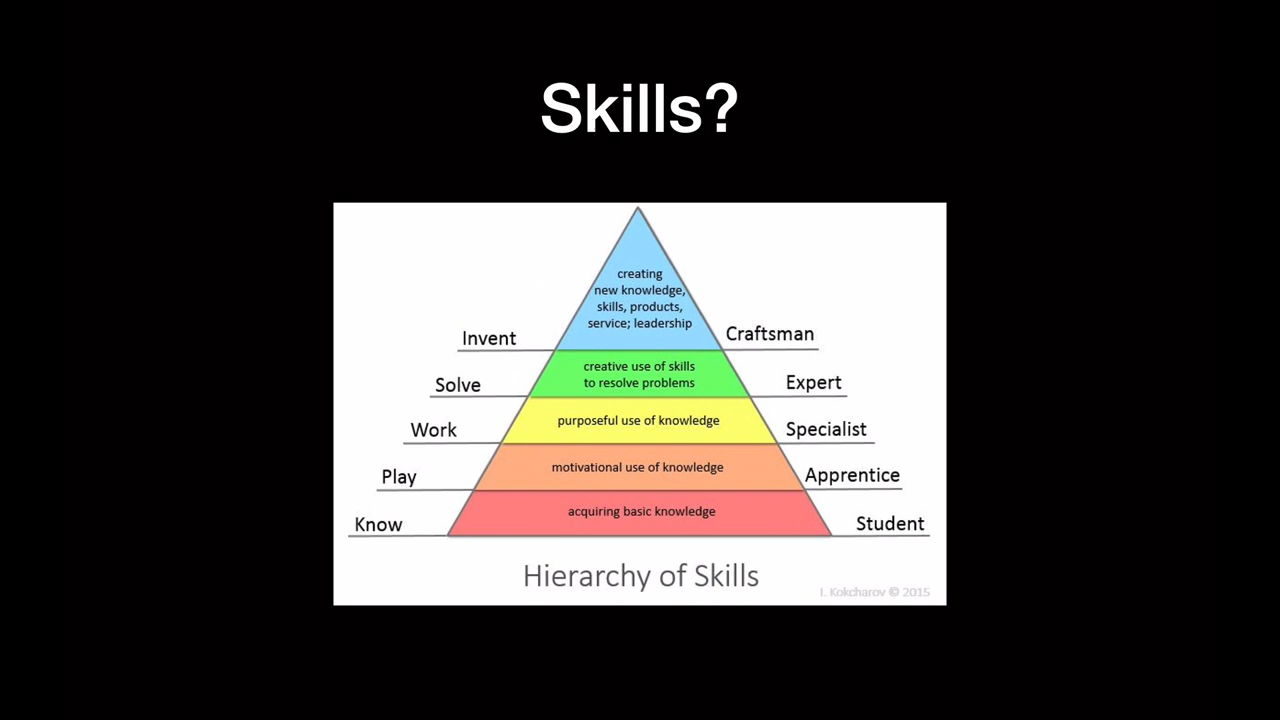 Skills?
creating
new knowledge,
skills, products,
service; leadership
Invent
Craftsman
creative use of skills
to resolve problems
Solve
Expert
purposeful use of knowledge
Work
Specialist
motivational use of knowledge
Play
Apprentice
acquiring basic knowledge
Know
Student
Hierarchy of Skills
I. Kokcharov © 2015